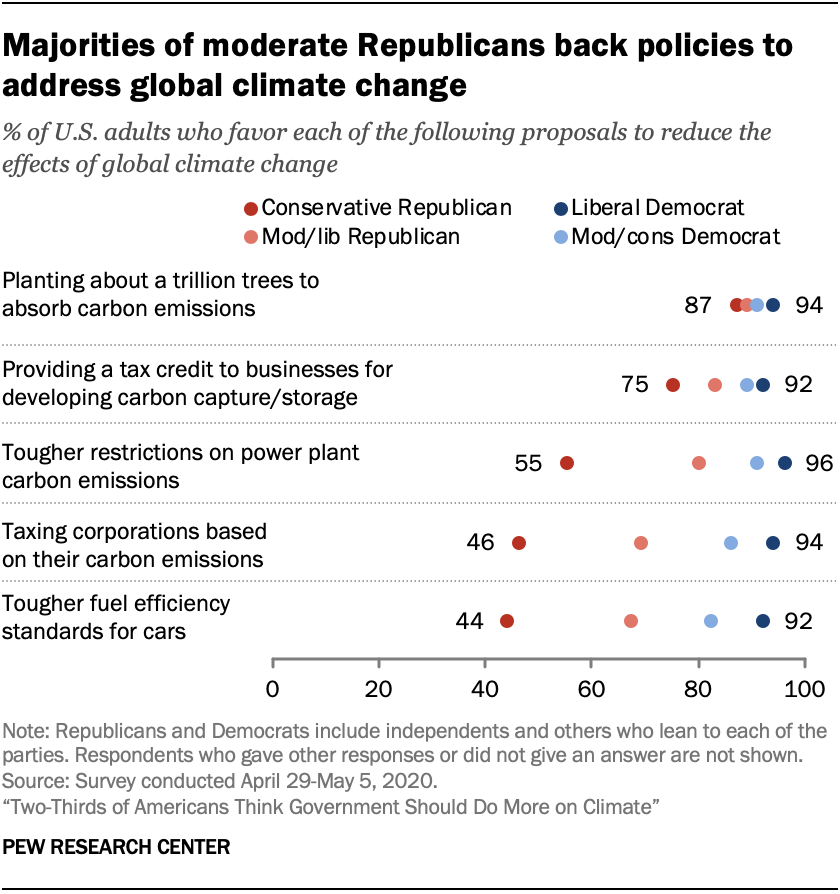 Majorities of moderate Republicans back policies to
address global climate change
% of U.S. adults who favor each of the following proposals to reduce the
effects of global climate change
Conservative Republican
Liberal Democrat
Mod/lib Republican
Mod/cons Democrat
Planting about a trillion trees to
absorb carbon emissions
87 94
Providing a tax credit to businesses for
developing carbon capture/storage
75 92
Tougher restrictions on power plant
carbon emissions
55 96
Taxing corporations based
on their carbon emissions
46 94
Tougher fuel efficiency
standards for cars
44 92
0 20 40 60 80 100
Note: Republicans and Democrats include independents and others who lean to each of the
parties. Respondents who gave other responses or did not give an answer are not shown.
Source: Survey conducted April 29-May 5, 2020.
“Two-Thirds of Americans Think Government Should Do More on Climate”
PEW RESEARCH CENTER